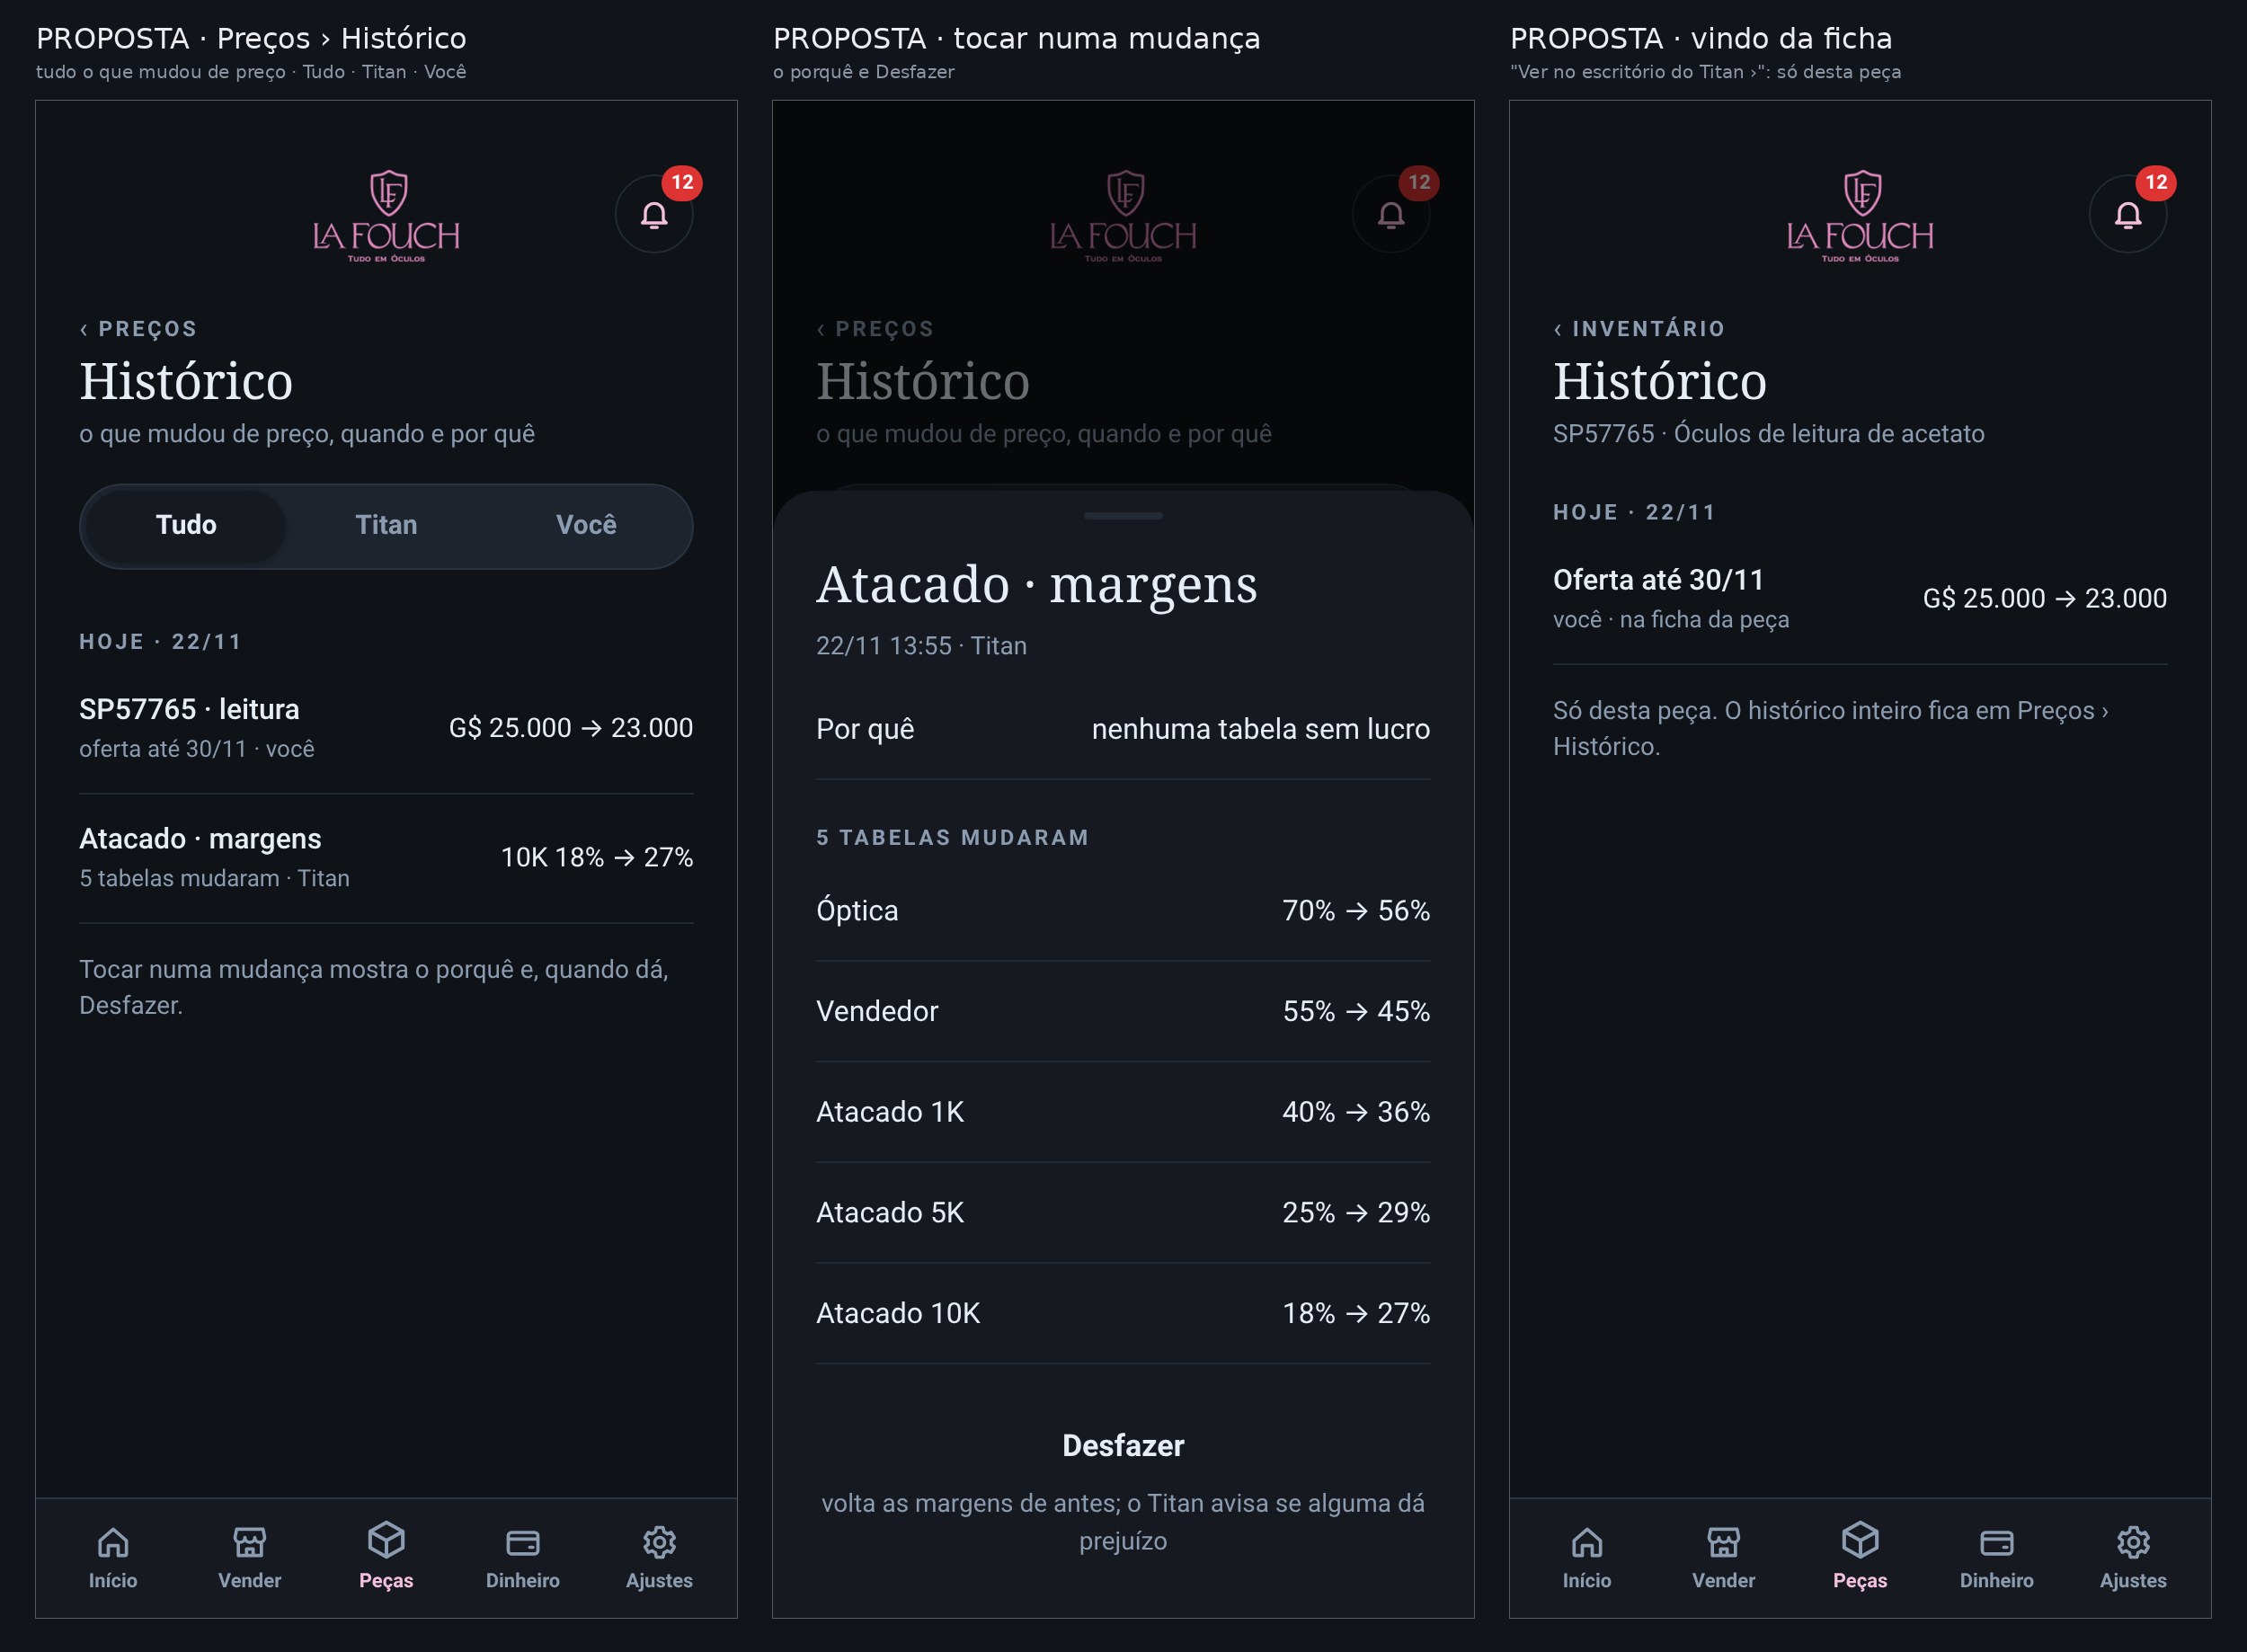 PROPOSTA · Preços › Histórico
tudo o que mudou de preço · Tudo · Titan · Você
LF
LA FOUCH
Tudo em Óculos
12
‹ PREÇOS
Histórico
o que mudou de preço, quando e por quê
Tudo
Titan
Você
HOJE · 22/11
SP57765 · leitura
oferta até 30/11 · você
G$ 25.000 → 23.000
Atacado · margens
5 tabelas mudaram · Titan
10K 18% → 27%
Tocar numa mudança mostra o porquê e, quando dá,
Desfazer.
Início
Vender
Peças
Dinheiro
Ajustes
PROPOSTA · tocar numa mudança
o porquê e Desfazer
LF
LA FOUCH
Tudo em Óculos
12
‹ PREÇOS
Histórico
o que mudou de preço, quando e por quê
Atacado · margens
22/11 13:55 · Titan
Por quê
nenhuma tabela sem lucro
5 TABELAS MUDARAM
Óptica
70% → 56%
Vendedor
55% → 45%
Atacado 1K
40% → 36%
Atacado 5K
25% → 29%
Atacado 10K
18% → 27%
Desfazer
volta as margens de antes; o Titan avisa se alguma dá
prejuízo
PROPOSTA · vindo da ficha
"Ver no escritório do Titan ›": só desta peça
LF
LA FOUCH
Tudo em Óculos
12
‹ INVENTÁRIO
Histórico
SP57765 · Óculos de leitura de acetato
HOJE · 22/11
Oferta até 30/11
você · na ficha da peça
G$ 25.000 → 23.000
Só desta peça. O histórico inteiro fica em Preços ›
Histórico.
Início
Vender
Peças
Dinheiro
Ajustes